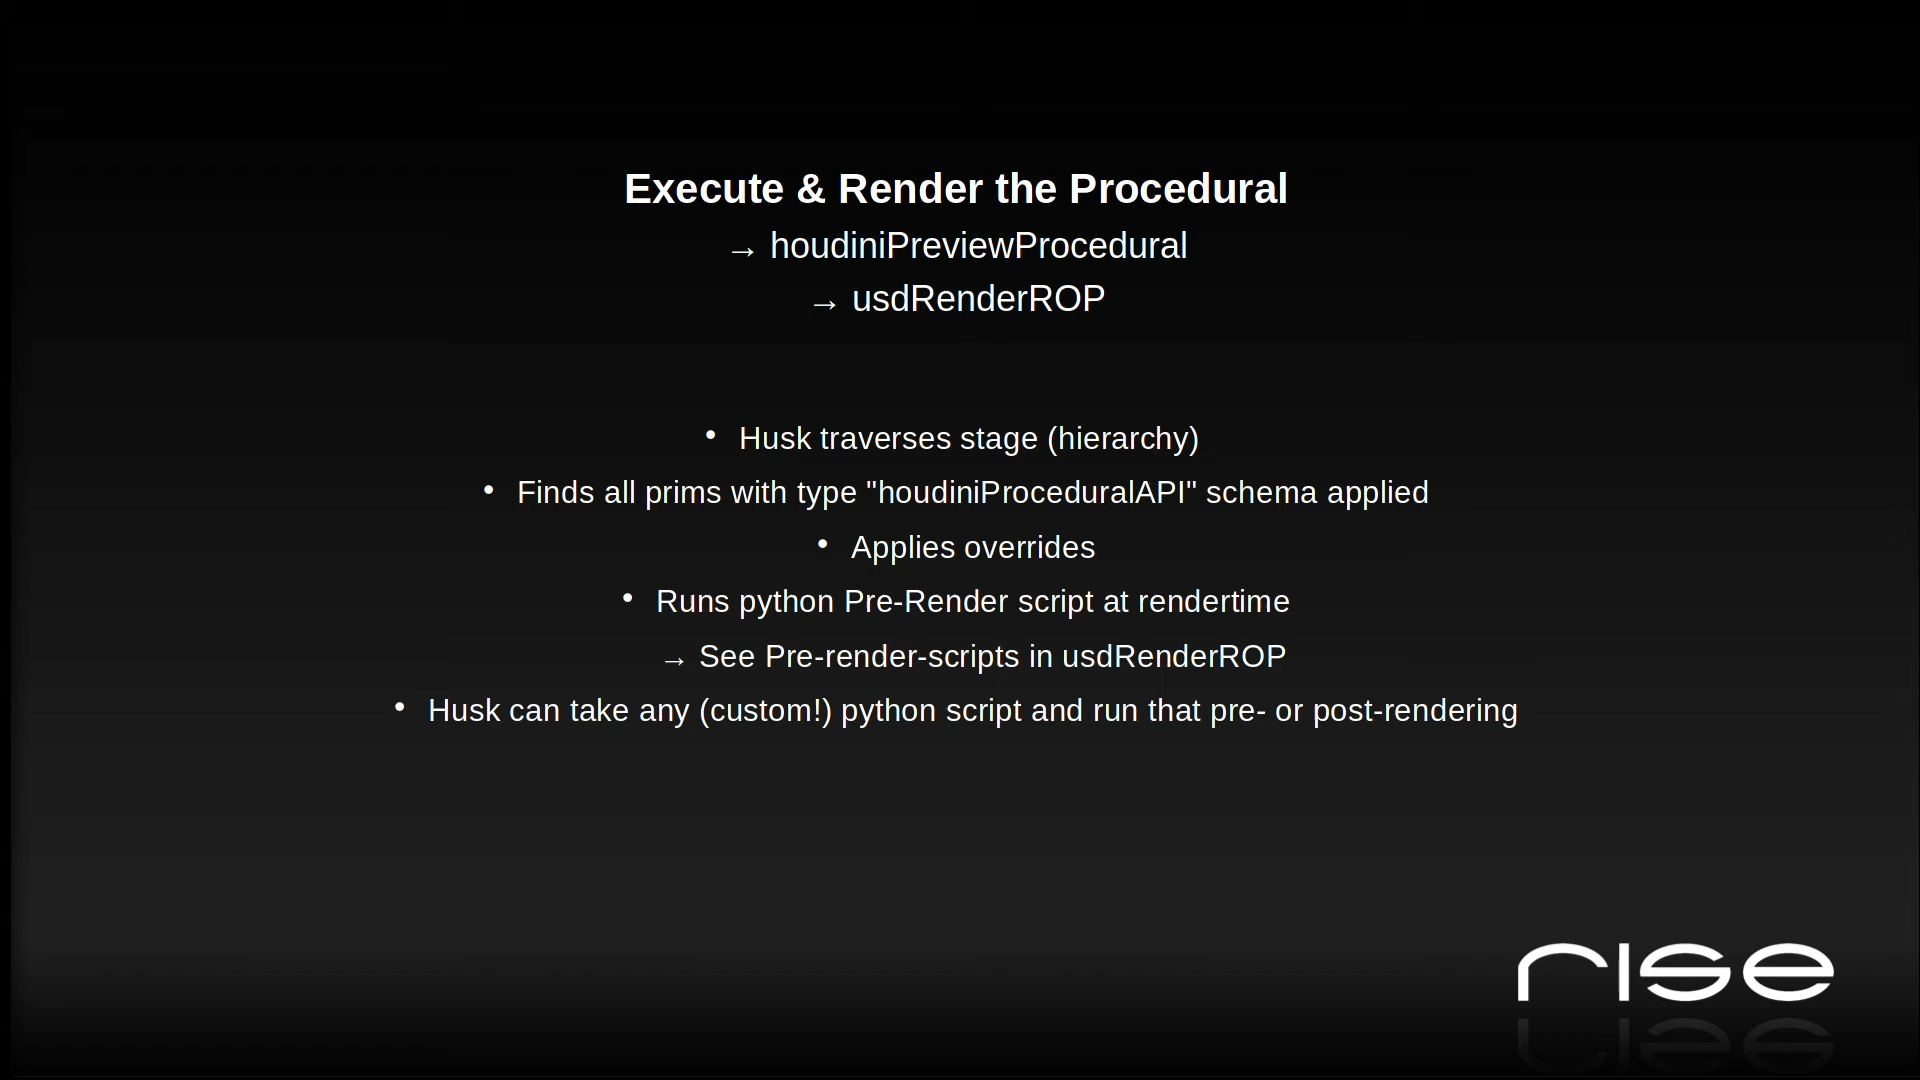 Execute & Render the Procedural
→ houdiniPreviewProcedural
→ usdRenderROP
• Husk traverses stage (hierarchy)
• Finds all prims with type "houdiniProceduralAPI" schema applied
• Applies overrides
• Runs python Pre-Render script at rendertime
→ See Pre-render-scripts in usdRenderROP
• Husk can take any (custom!) python script and run that pre- or post-rendering
rise